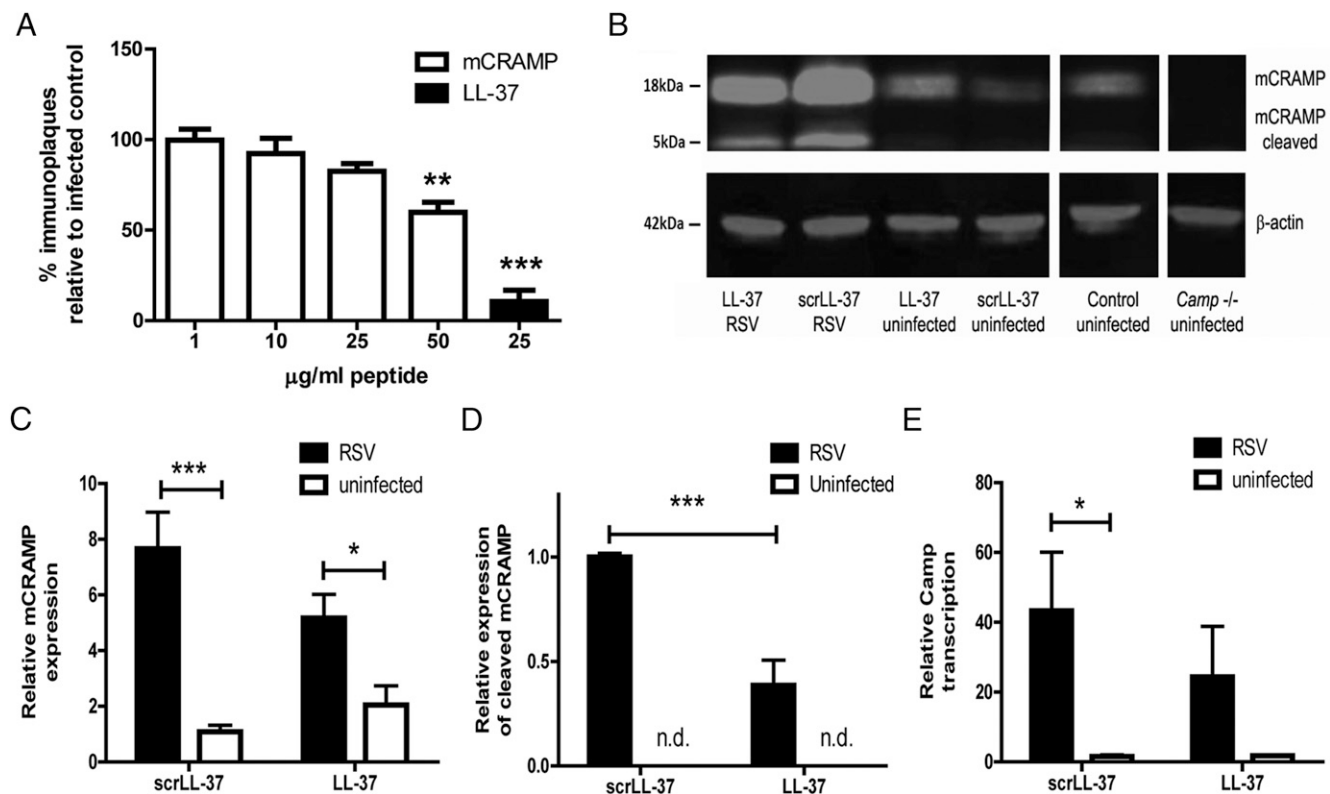 A
150
100
50
0
% immunoplaques
relative to infected control
mCRAMP
LL-37
**
***
1 10 25 50 25
µg/ml peptide
B
18kDa
5kDa
42kDa
mCRAMP
mCRAMP
cleaved
β-actin
LL-37
RSV
scrLL-37
RSV
LL-37
uninfected
scrLL-37
uninfected
Control
uninfected
Camp -/-
uninfected
C
RSV
uninfected
10
8
6
4
2
0
Relative mCRAMP
expression
***
*
scrLL-37 LL-37
D
RSV
Uninfected
1.0
0.5
0.0
Relative expression
of cleaved mCRAMP
***
n.d. n.d.
scrLL-37 LL-37
E
RSV
uninfected
80
60
40
20
0
Relative Camp
transcription
*
scrLL-37 LL-37